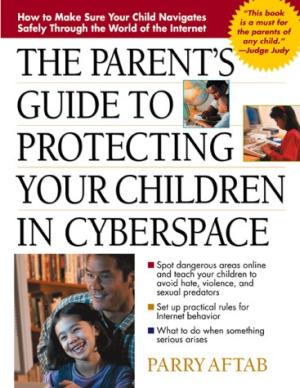 How to Make Sure Your Child Navigates
Safely Through the World of the Internet
"This book
is a must for
the parents of
any child."
—Judge Judy
THE PARENT'S
GUIDE TO
PROTECTING
YOUR CHILDREN
IN CYBERSPACE
Spot dangerous areas online
and teach your children to
avoid hate, violence, and
sexual predators
Set up practical rules for
Internet behavior
What to do when something
serious arises
PARRY AFTAB